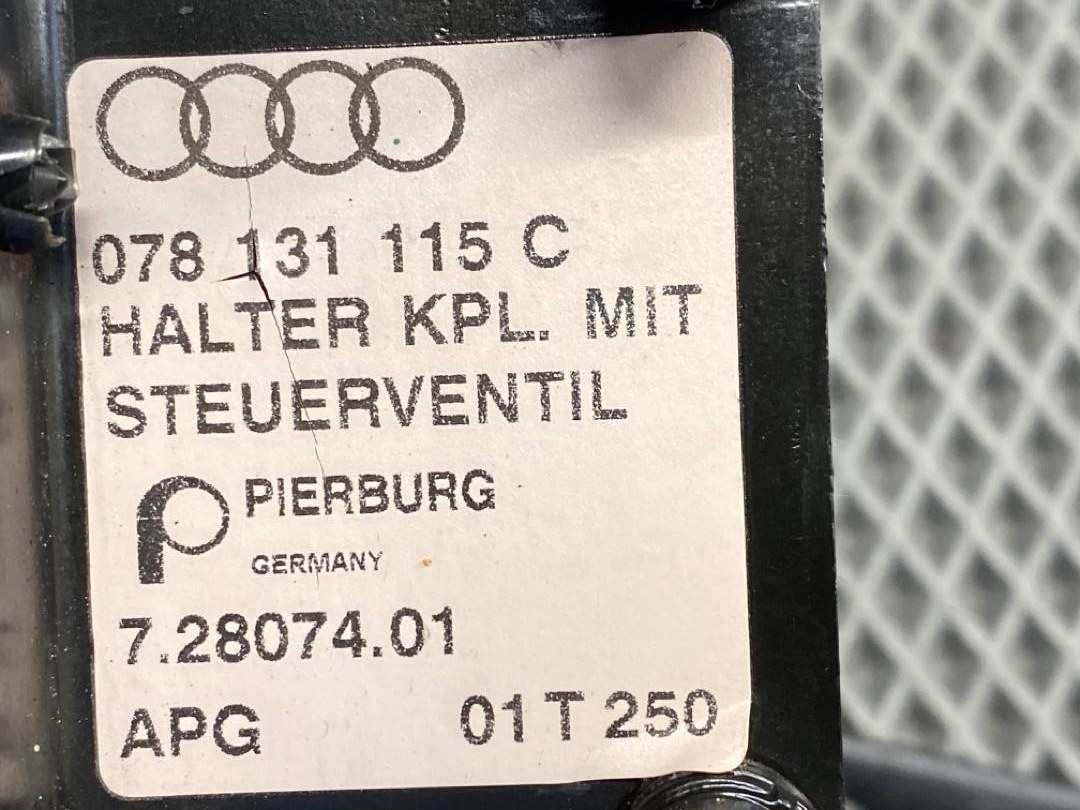 078 131 115 C
HALTER KPL. MIT
STEUERVENTIL
PIERBURG
GERMANY
7.28074.01
APG 01 T 250